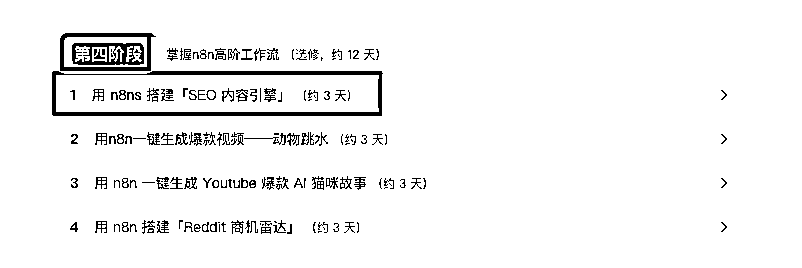 第四阶段 掌握n8n高阶工作流 (选修，约 12 天)
1 用 n8ns 搭建「SEO 内容引擎」 (约 3 天)
2 用n8n一键生成爆款视频——动物跳水 (约 3 天)
3 用 n8n 一键生成 Youtube 爆款 AI 猫咪故事 (约 3 天)
4 用 n8n 搭建「Reddit 商机雷达」 (约 3 天)